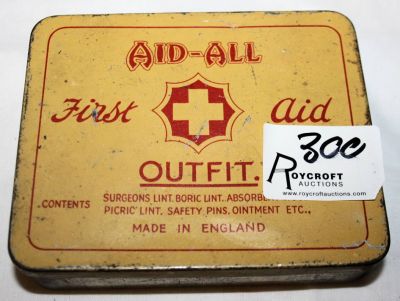 AID-ALL
First Aid
OUTFIT.
CONTENTS
SURGEONS LINT. BORIC LINT. ABSORBE
PICRIC LINT. SAFETY PINS. OINTMENT ETC.,
MADE IN ENGLAND
300
ROYCROFT
AUCTIONS
www.roycroftauctions.com